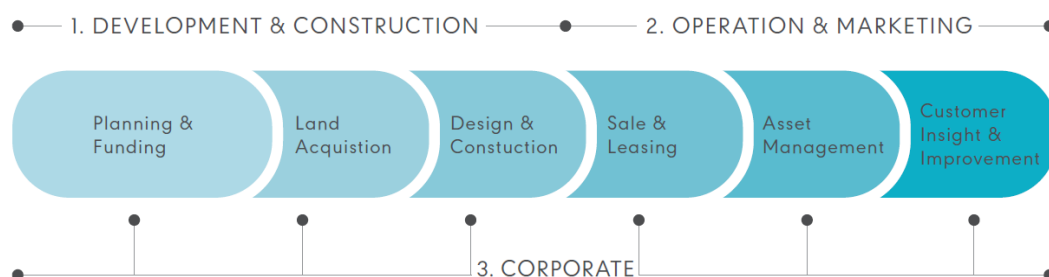 1. DEVELOPMENT & CONSTRUCTION
2. OPERATION & MARKETING
Planning &
Funding
Land
Acquistion
Design &
Constuction
Sale &
Leasing
Asset
Management
Customer
Insight &
Improvement
3. CORPORATE